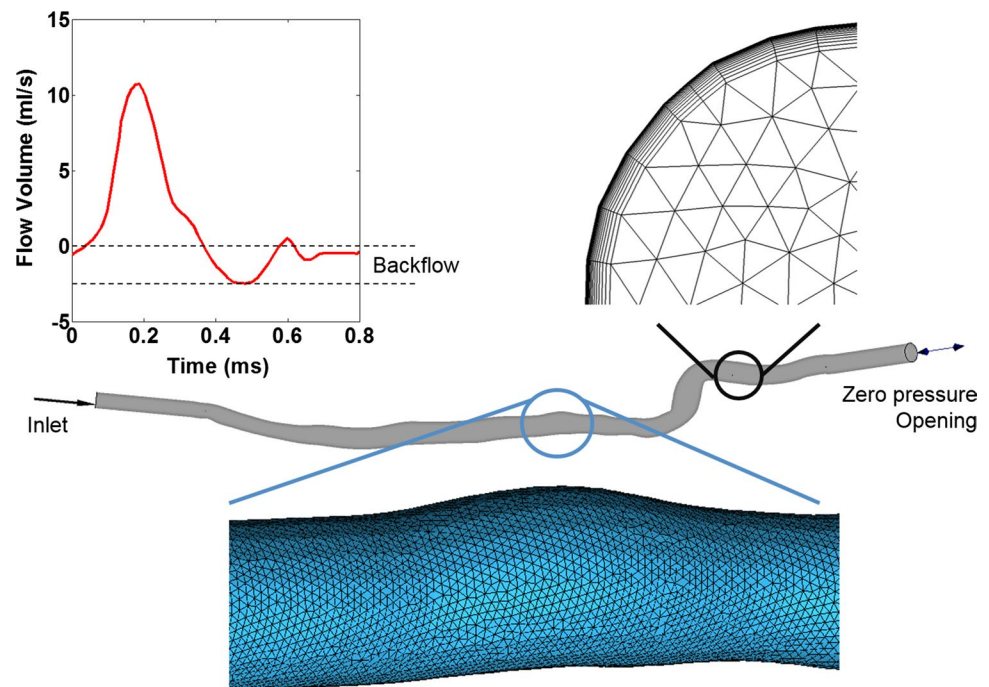 15
10
5
0
-5
Flow Volume (ml/s)
0
0.2
0.4
0.6
0.8
Time (ms)
Backflow
Inlet
Zero pressure
Opening